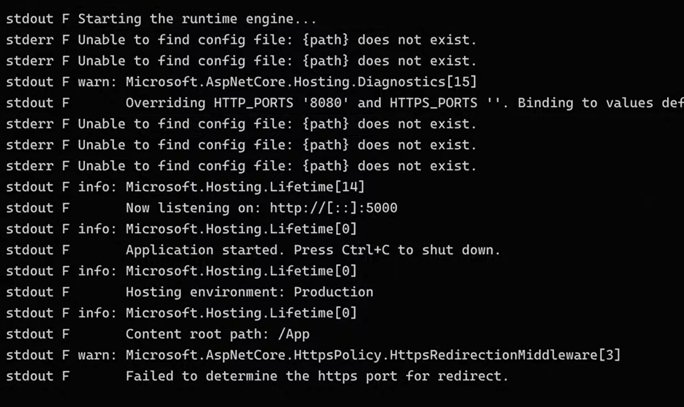 stdout F Starting the runtime engine...
stderr F Unable to find config file: {path} does not exist.
stderr F Unable to find config file: {path} does not exist.
stdout F warn: Microsoft.AspNetCore.Hosting.Diagnostics[15]
stdout F       Overriding HTTP_PORTS '8080' and HTTPS_PORTS ''. Binding to values def
stderr F Unable to find config file: {path} does not exist.
stderr F Unable to find config file: {path} does not exist.
stderr F Unable to find config file: {path} does not exist.
stdout F info: Microsoft.Hosting.Lifetime[14]
stdout F       Now listening on: http://[::]:5000
stdout F info: Microsoft.Hosting.Lifetime[0]
stdout F       Application started. Press Ctrl+C to shut down.
stdout F info: Microsoft.Hosting.Lifetime[0]
stdout F       Hosting environment: Production
stdout F info: Microsoft.Hosting.Lifetime[0]
stdout F       Content root path: /App
stdout F warn: Microsoft.AspNetCore.HttpsPolicy.HttpsRedirectionMiddleware[3]
stdout F       Failed to determine the https port for redirect.